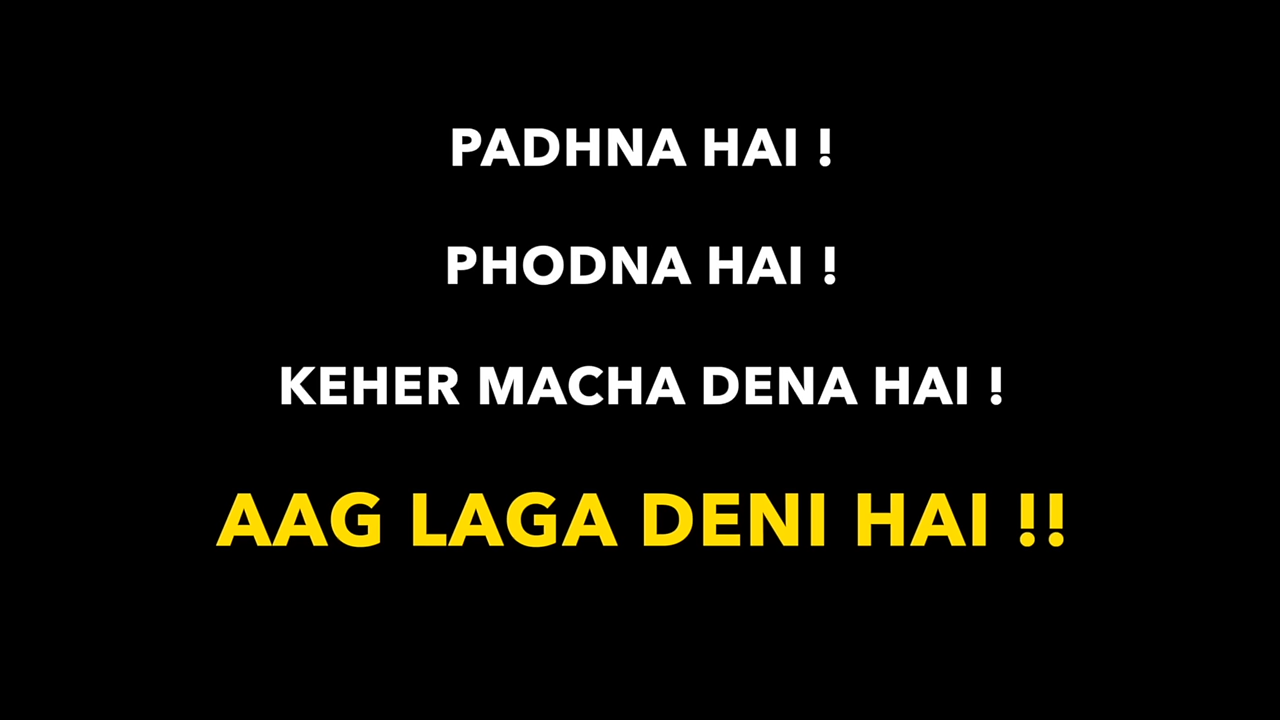 PADHNA HAI !
PHODNA HAI !
KEHER MACHA DENA HAI !
AAG LAGA DENI HAI !!